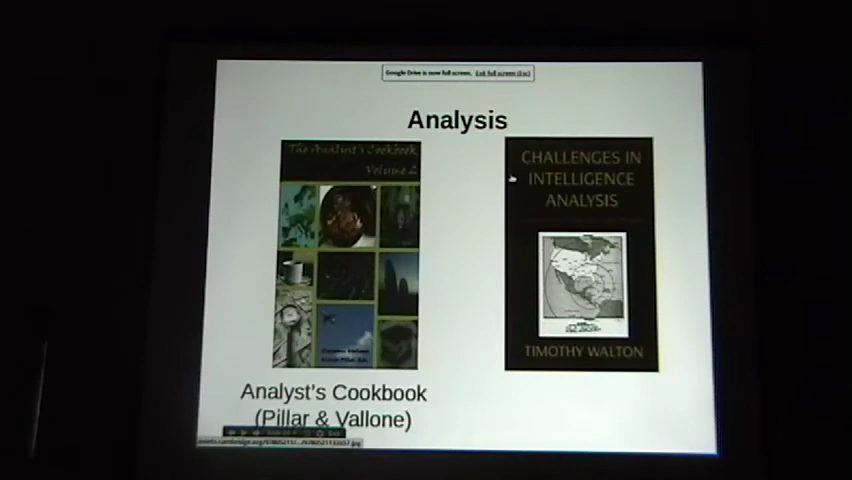 Google Drive is now full screen. Exit full screen (Esc)
Analysis
The Analyst's Cookbook
Volume 2
CHALLENGES IN
INTELLIGENCE
ANALYSIS
TIMOTHY WALTON
Analyst's Cookbook
(Pillar & Vallone)